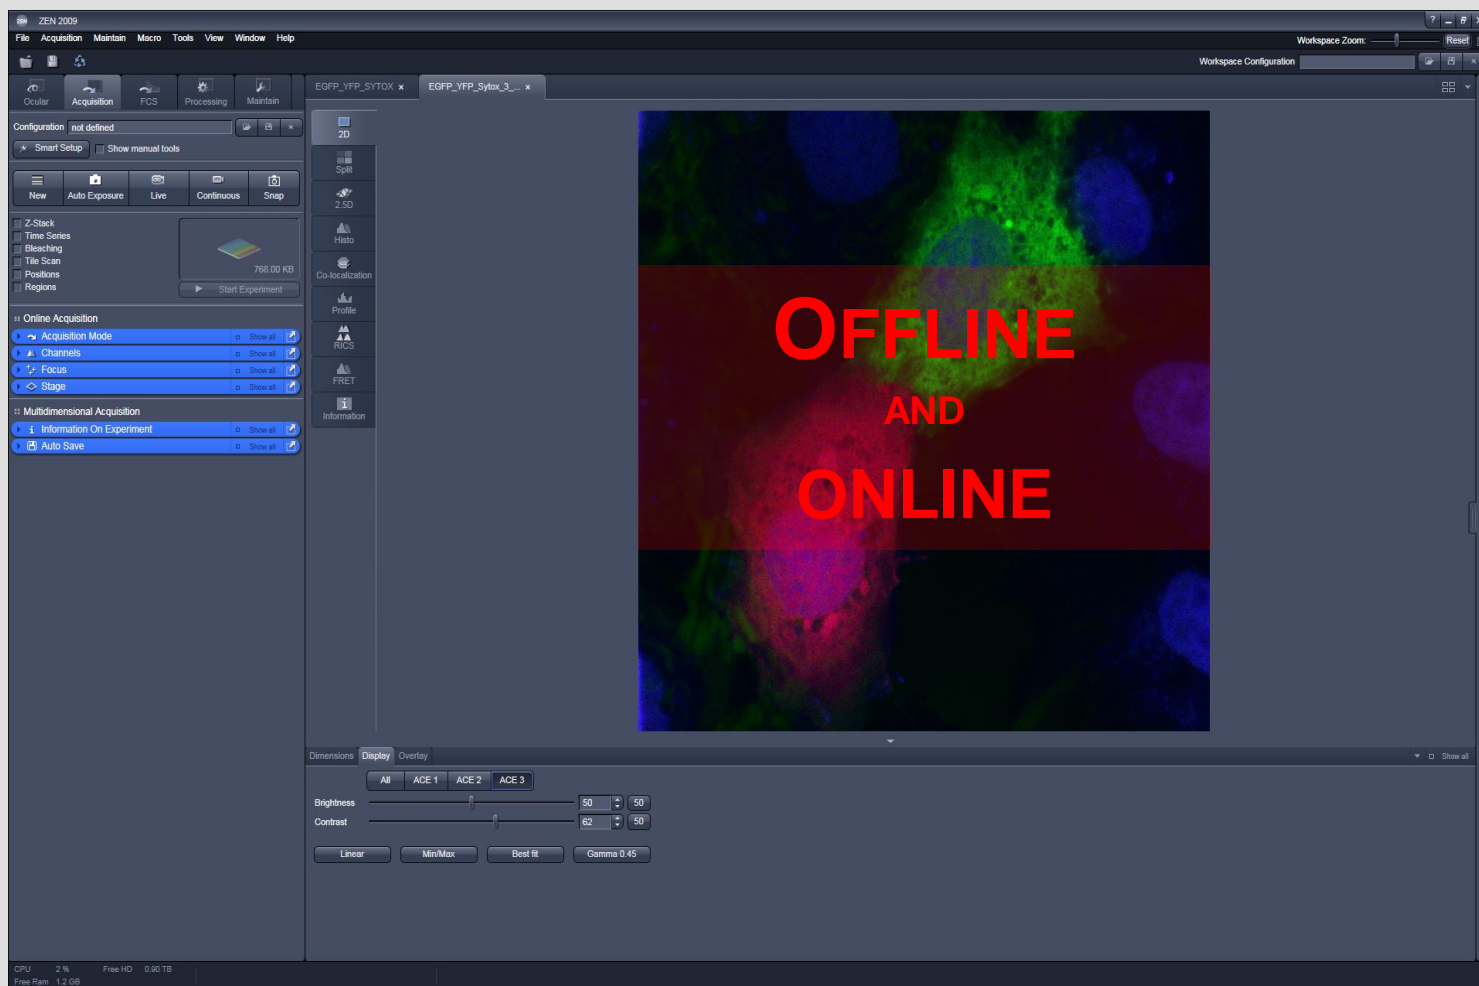 ZEN ZEN 2009
File Acquisition Maintain Macro Tools View Window Help
Workspace Zoom: Reset
Workspace Configuration
Ocular Acquisition FCS Processing Maintain
EGFP_YFP_SYTOX x EGFP_YFP_Sytox_3_... x
Configuration not defined
Smart Setup Show manual tools
New Auto Exposure Live Continuous Snap
Z-Stack
Time Series
Bleaching
Tile Scan
Positions
Regions
768.00 KB
Start Experiment
Online Acquisition
Acquisition Mode Show all
Channels Show all
Focus Show all
Stage Show all
Multidimensional Acquisition
Information On Experiment Show all
Auto Save Show all
2D
Split
2.5D
Histo
Co-localization
Profile
RICS
FRET
Information
OFFLINE
AND
ONLINE
Dimensions Display Overlay Show all
All ACE 1 ACE 2 ACE 3
Brightness 50 50
Contrast 62 50
Linear Min/Max Best fit Gamma 0.45
CPU 2 % Free HD 0.90 TB
Free Ram 1.2 GB